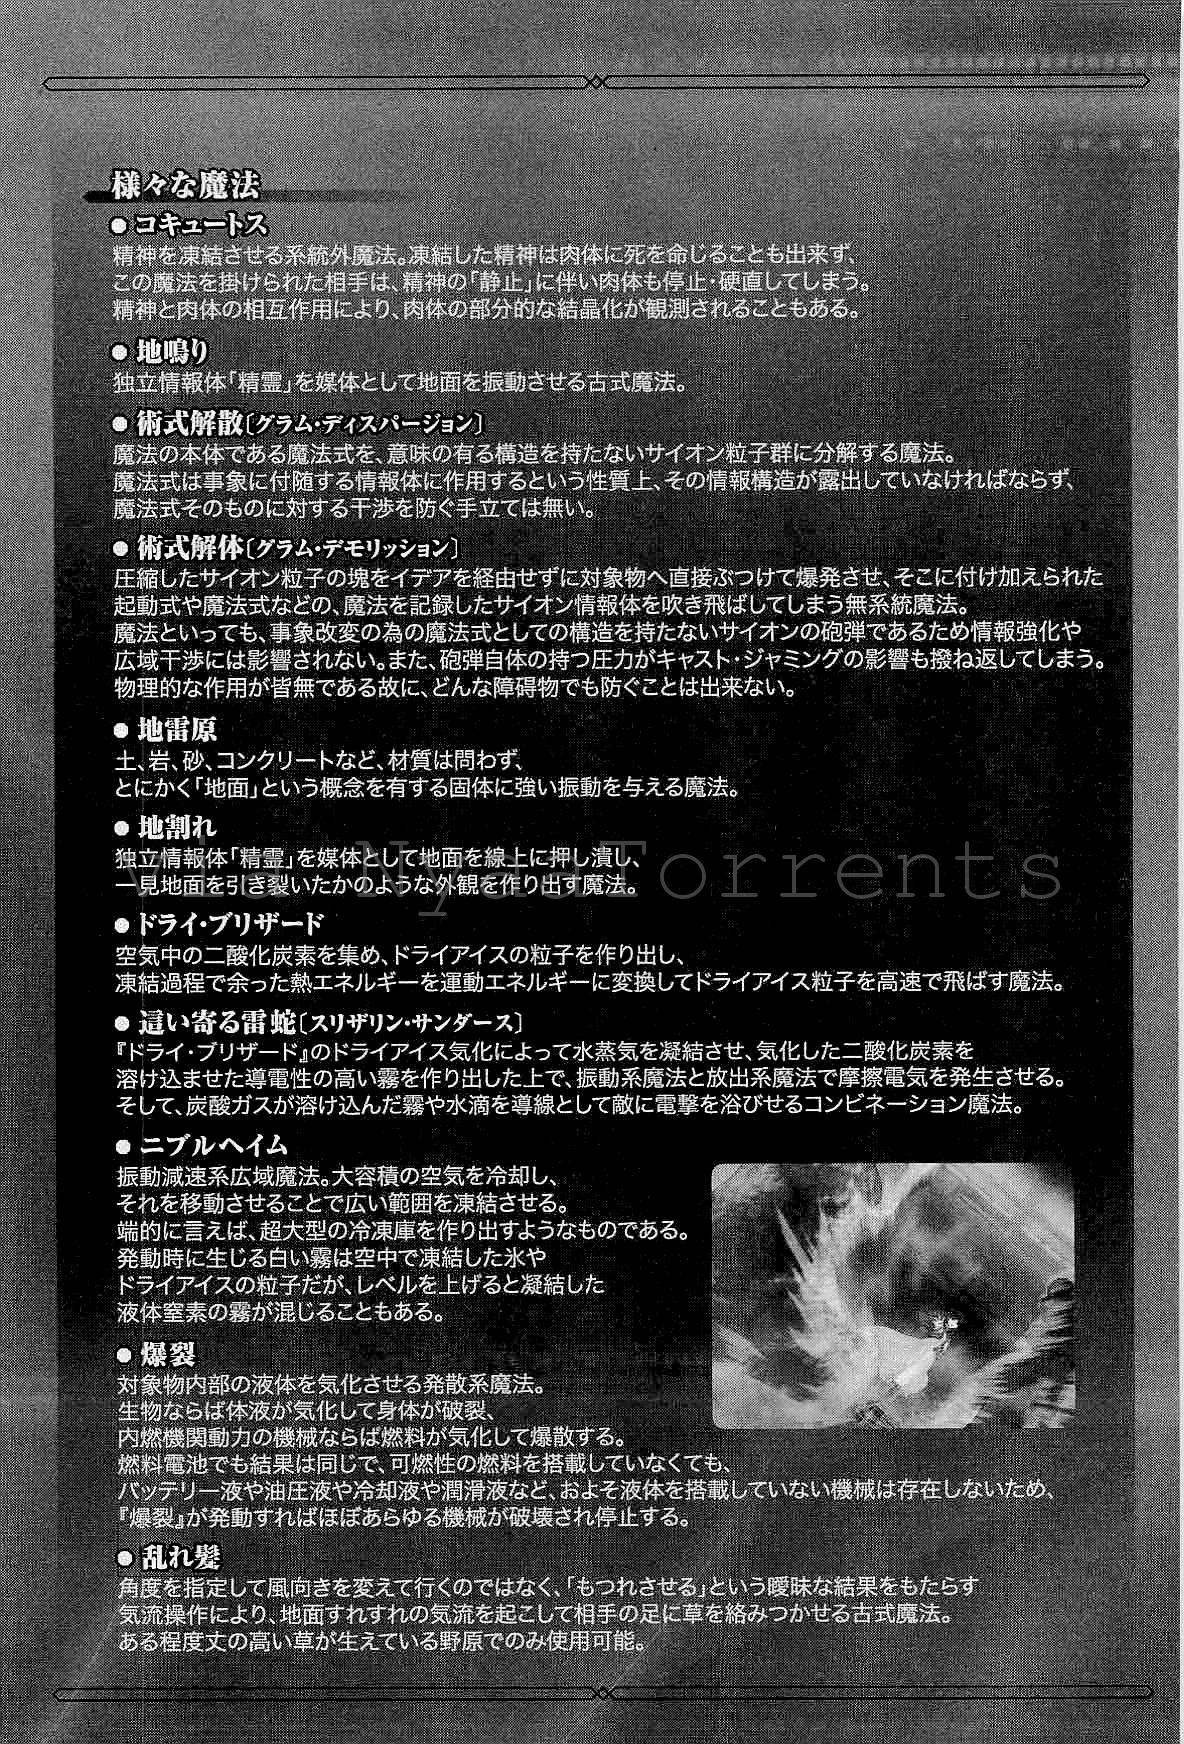 様々な魔法
●コキュートス
精神を凍結させる系統外魔法。凍結した精神は肉体に死を命じることも出来ず、
この魔法を掛けられた相手は、精神の「静止」に伴い肉体も停止・硬直してしまう。
精神と肉体の相互作用により、肉体の部分的な結晶化が観測されることもある。
●地鳴り
独立情報体「精霊」を媒体として地面を振動させる古式魔法。
●術式解散〔グラム・ディスパージョン〕
魔法の本体である魔法式を、意味の有る構造を持たないサイオン粒子群に分解する魔法。
魔法式は事象に付随する情報体に作用するという性質上、その情報構造が露出していなければならず、
魔法式そのものに対する干渉を防ぐ手立ては無い。
●術式解体〔グラム・デモリッション〕
圧縮したサイオン粒子の塊をイデアを経由せずに対象物へ直接ぶつけて爆発させ、そこに付け加えられた
起動式や魔法式などの、魔法を記録したサイオン情報体を吹き飛ばしてしまう無系統魔法。
魔法といっても、事象改変の為の魔法式としての構造を持たないサイオンの砲弾であるため情報強化や
広域干渉には影響されない。また、砲弾自体の持つ圧力がキャスト・ジャミングの影響も撥ね返してしまう。
物理的な作用が皆無である故に、どんな障碍物でも防ぐことは出来ない。
●地雷原
土、岩、砂、コンクリートなど、材質は問わず、
とにかく「地面」という概念を有する固体に強い振動を与える魔法。
●地割れ
独立情報体「精霊」を媒体として地面を線上に押し潰し、
一見地面を引き裂いたかのような外観を作り出す魔法。
via NyaaTorrents
●ドライ・ブリザード
空気中の二酸化炭素を集め、ドライアイスの粒子を作り出し、
凍結過程で余った熱エネルギーを運動エネルギーに変換してドライアイス粒子を高速で飛ばす魔法。
●這い寄る雷蛇〔スリザリン・サンダース〕
『ドライ・ブリザード』のドライアイス気化によって水蒸気を凝結させ、気化した二酸化炭素を
溶け込ませた導電性の高い霧を作り出した上で、振動系魔法と放出系魔法で摩擦電気を発生させる。
そして、炭酸ガスが溶け込んだ霧や水滴を導線として敵に電撃を浴びせるコンビネーション魔法。
●ニブルヘイム
振動減速系広域魔法。大容積の空気を冷却し、
それを移動させることで広い範囲を凍結させる。
端的に言えば、超大型の冷凍庫を作り出すようなものである。
発動時に生じる白い霧は空中で凍結した氷や
ドライアイスの粒子だが、レベルを上げると凝結した
液体窒素の霧が混じることもある。
●爆裂
対象物内部の液体を気化させる発散系魔法。
生物ならば体液が気化して身体が破裂、
内燃機関動力の機械ならば燃料が気化して爆散する。
燃料電池でも結果は同じで、可燃性の燃料を搭載していなくても、
バッテリー液や油圧液や冷却液や潤滑液など、およそ液体を搭載していない機械は存在しないため、
『爆裂』が発動すればほぼあらゆる機械が破壊され停止する。
●乱れ髪
角度を指定して風向きを変えて行くのではなく、「もつれさせる」という曖昧な結果をもたらす
気流操作により、地面すれすれの気流を起こして相手の足に草を絡みつかせる古式魔法。
ある程度丈の高い草が生えている野原でのみ使用可能。